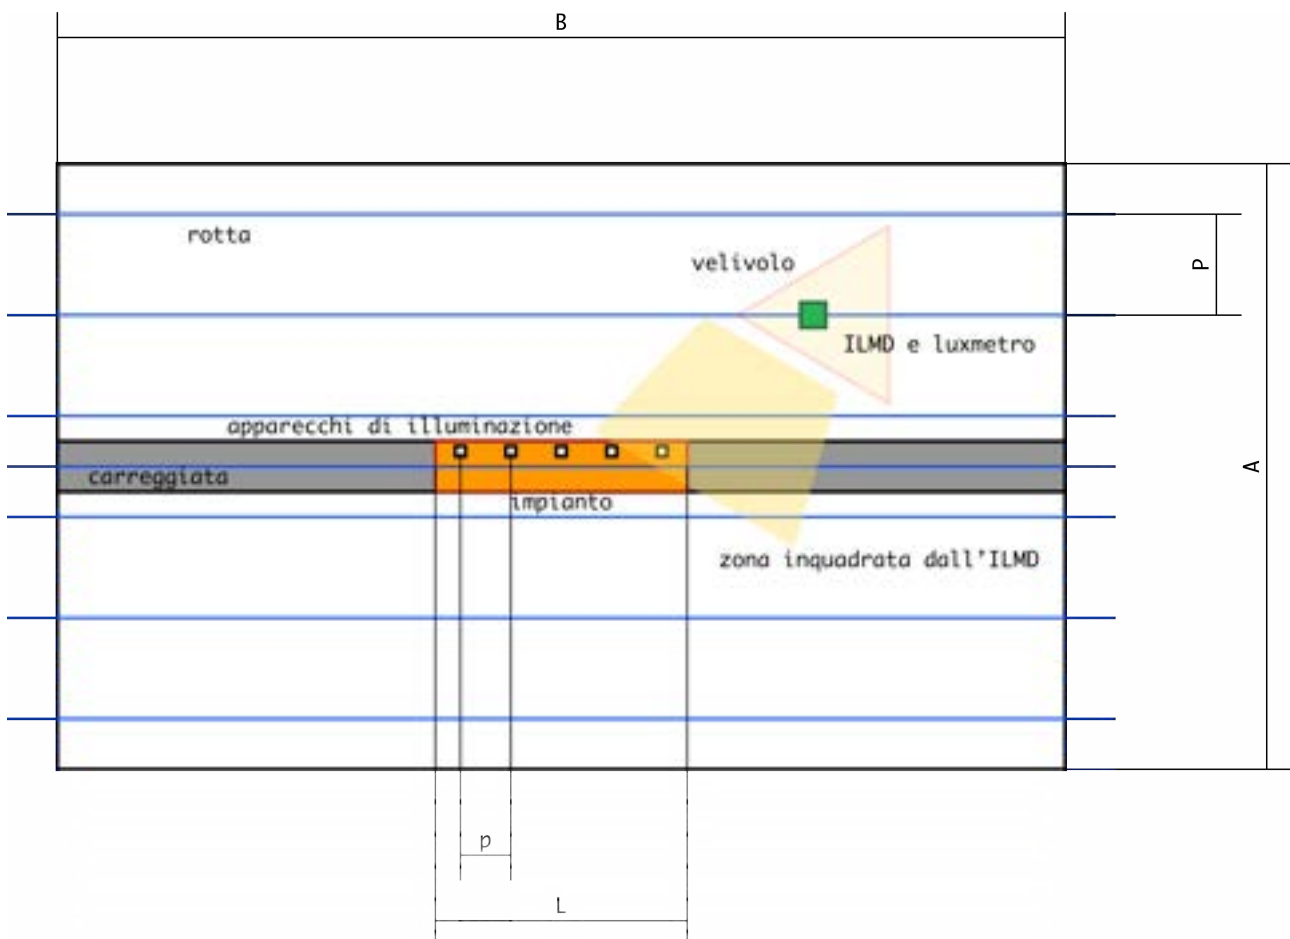 B
rotta
velivolo
P
ILMD e luxmetro
apparecchi di illuminazione
A
carreggiata
impianto
zona inquadrata dall'ILMD
p
L